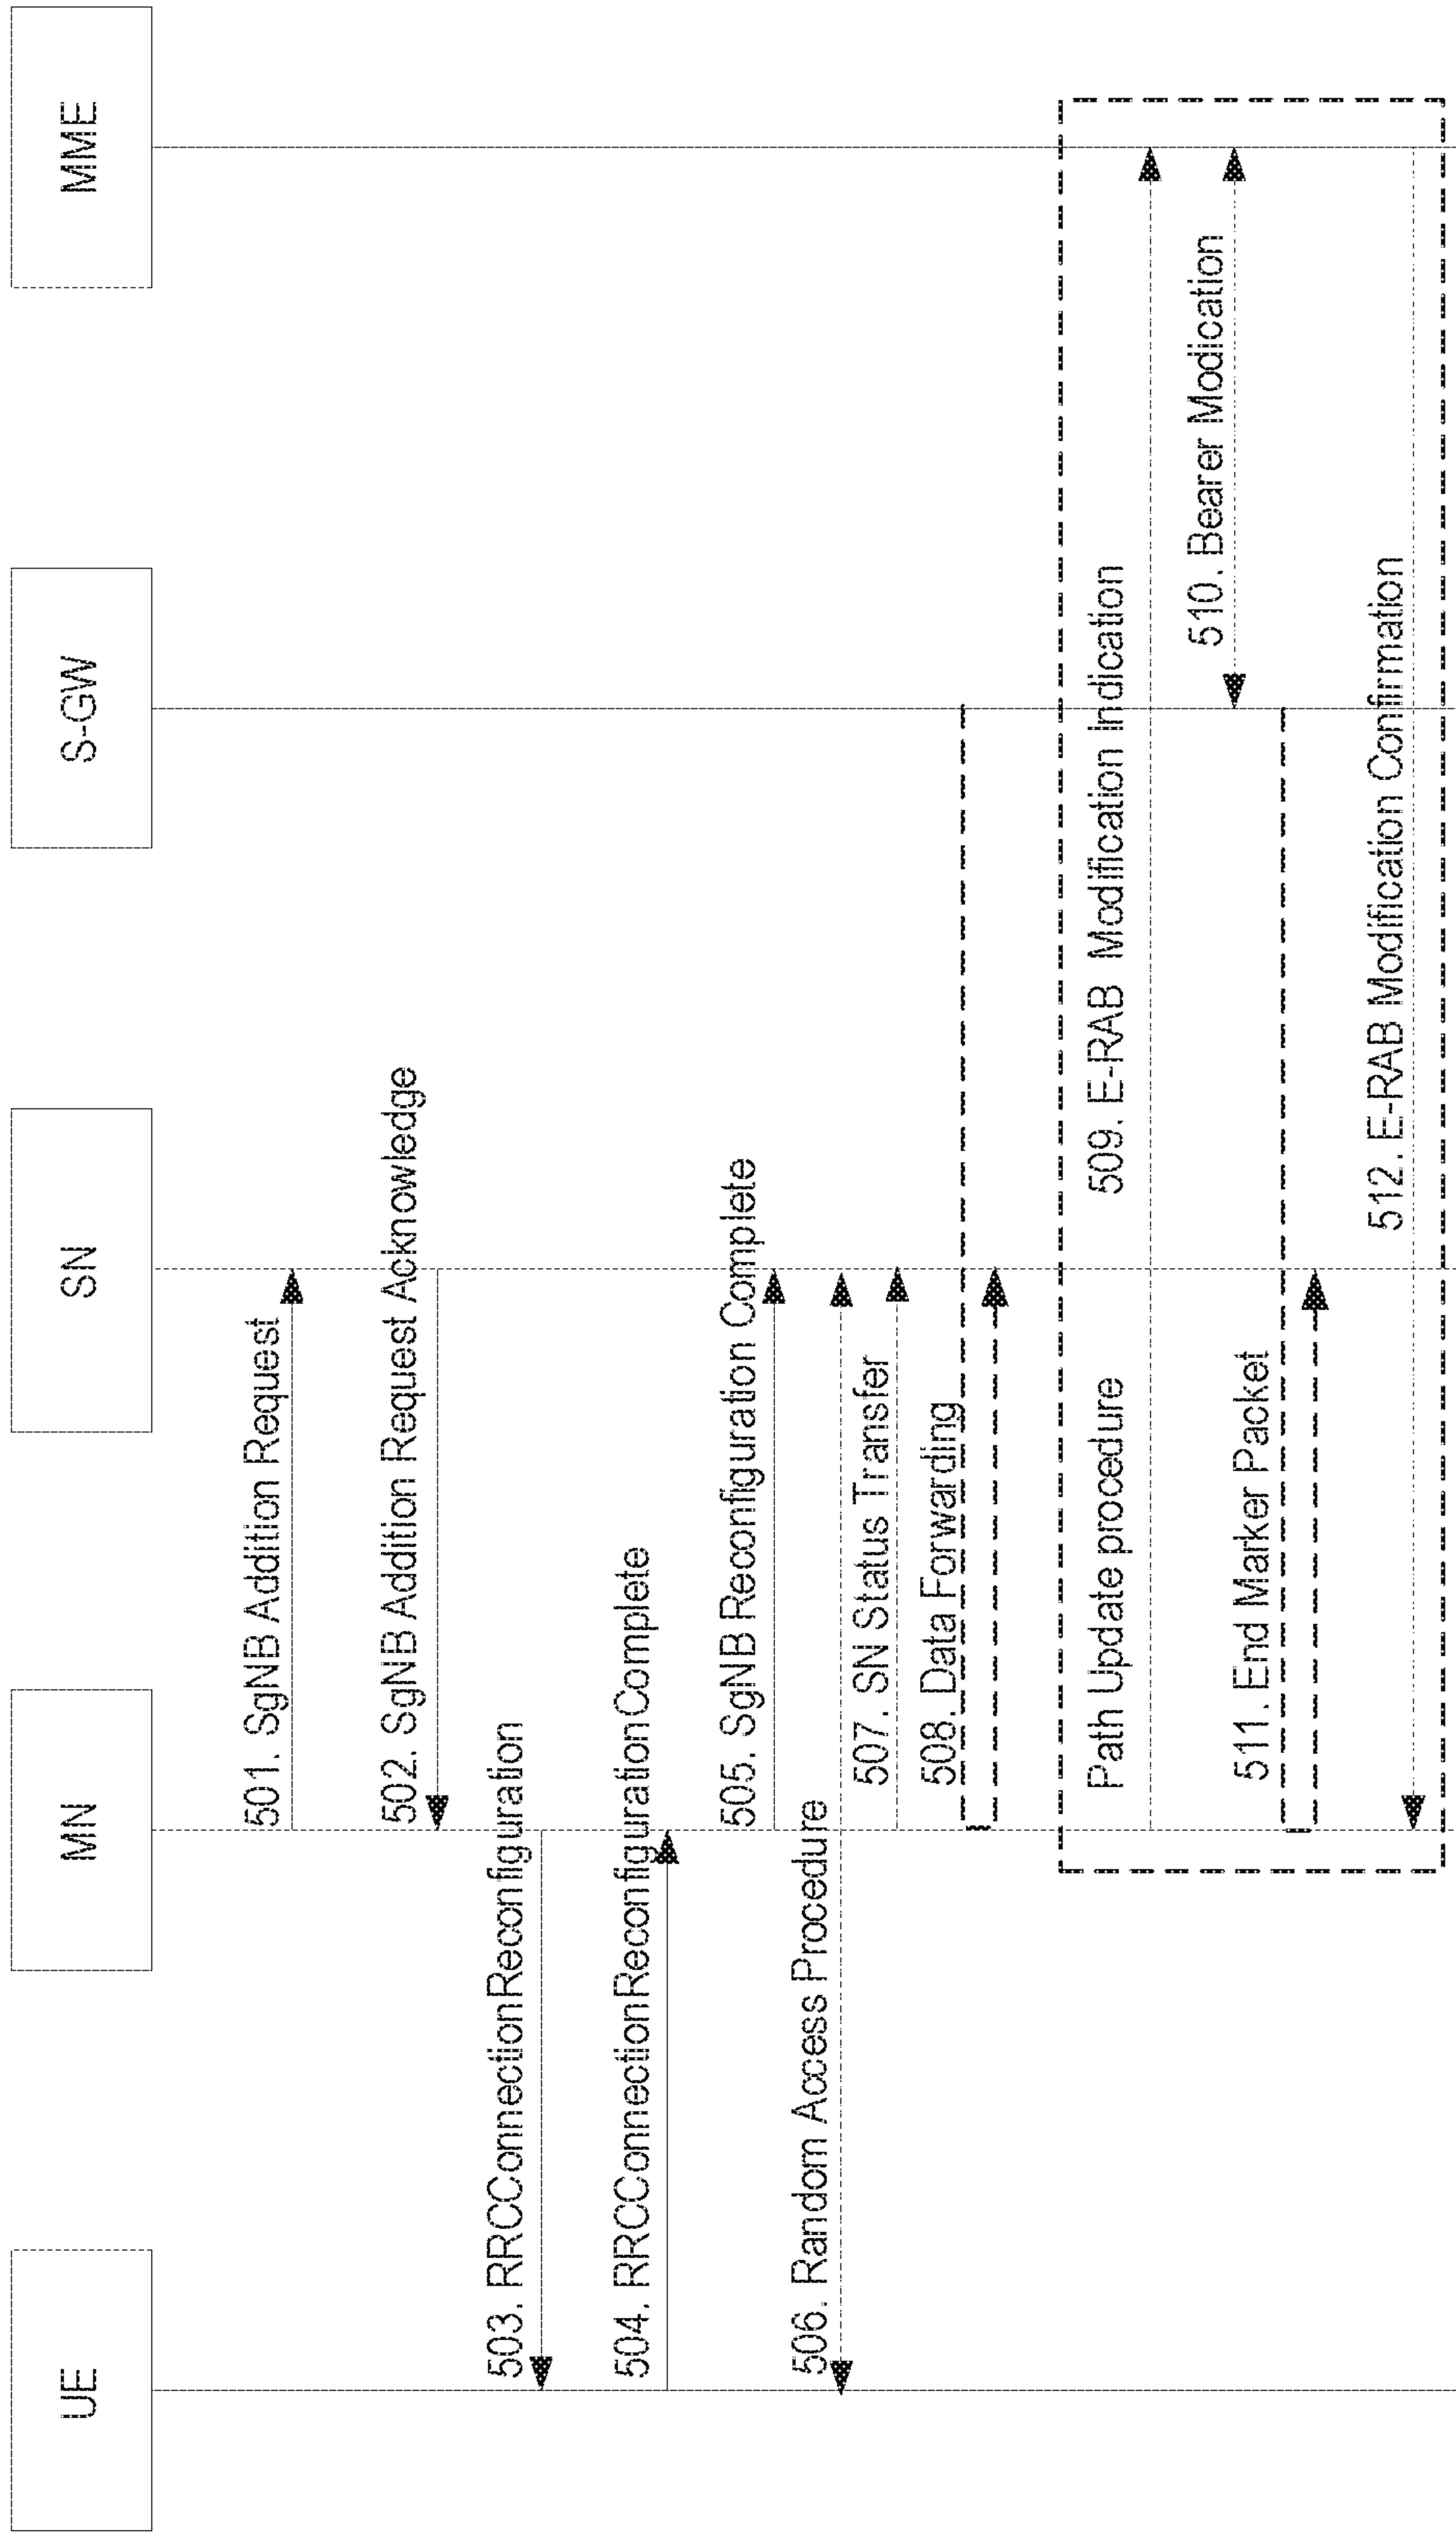 UE
MN
SN
S-GW
MME
501. SgNB Addition Request
502. SgNB Addition Request Acknowledge
503. RRCConnectionReconfiguration
504. RRCConnectionReconfigurationComplete
505. SgNB Reconfiguration Complete
506. Random Access Procedure
507. SN Status Transfer
508. Data Forwarding
Path Update procedure
509. E-RAB Modification Indication
510. Bearer Modication
511. End Marker Packet
512. E-RAB Modification Confirmation